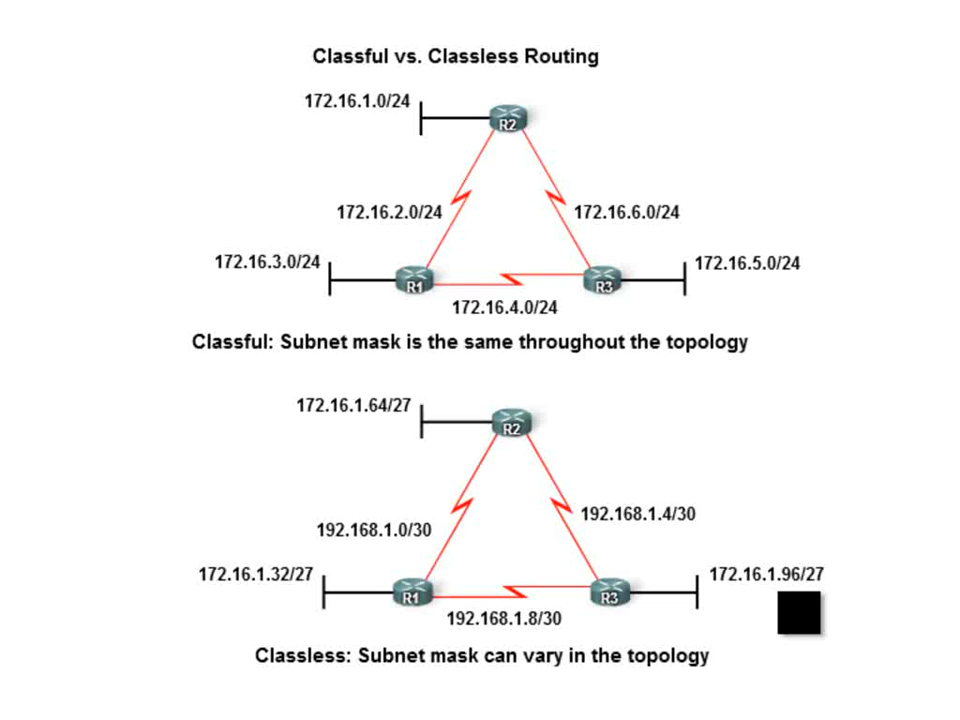 Classful vs. Classless Routing
172.16.1.0/24
R2
172.16.2.0/24
172.16.6.0/24
172.16.3.0/24
172.16.5.0/24
R1
R3
172.16.4.0/24
Classful: Subnet mask is the same throughout the topology
172.16.1.64/27
R2
192.168.1.0/30
192.168.1.4/30
172.16.1.32/27
172.16.1.96/27
R1
R3
192.168.1.8/30
Classless: Subnet mask can vary in the topology